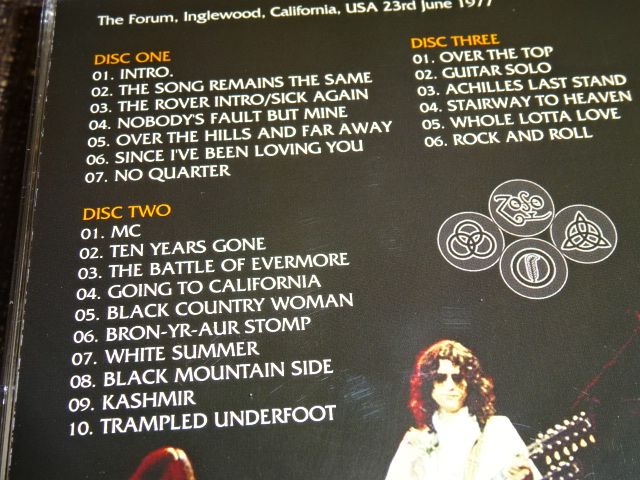 The Forum, Inglewood, California, USA 23rd June 1977
DISC ONE
01. INTRO.
02. THE SONG REMAINS THE SAME
03. THE ROVER INTRO/SICK AGAIN
04. NOBODY'S FAULT BUT MINE
05. OVER THE HILLS AND FAR AWAY
06. SINCE I'VE BEEN LOVING YOU
07. NO QUARTER
DISC TWO
01. MC
02. TEN YEARS GONE
03. THE BATTLE OF EVERMORE
04. GOING TO CALIFORNIA
05. BLACK COUNTRY WOMAN
06. BRON-YR-AUR STOMP
07. WHITE SUMMER
08. BLACK MOUNTAIN SIDE
09. KASHMIR
10. TRAMPLED UNDERFOOT
DISC THREE
01. OVER THE TOP
02. GUITAR SOLO
03. ACHILLES LAST STAND
04. STAIRWAY TO HEAVEN
05. WHOLE LOTTA LOVE
06. ROCK AND ROLL
ZoSo